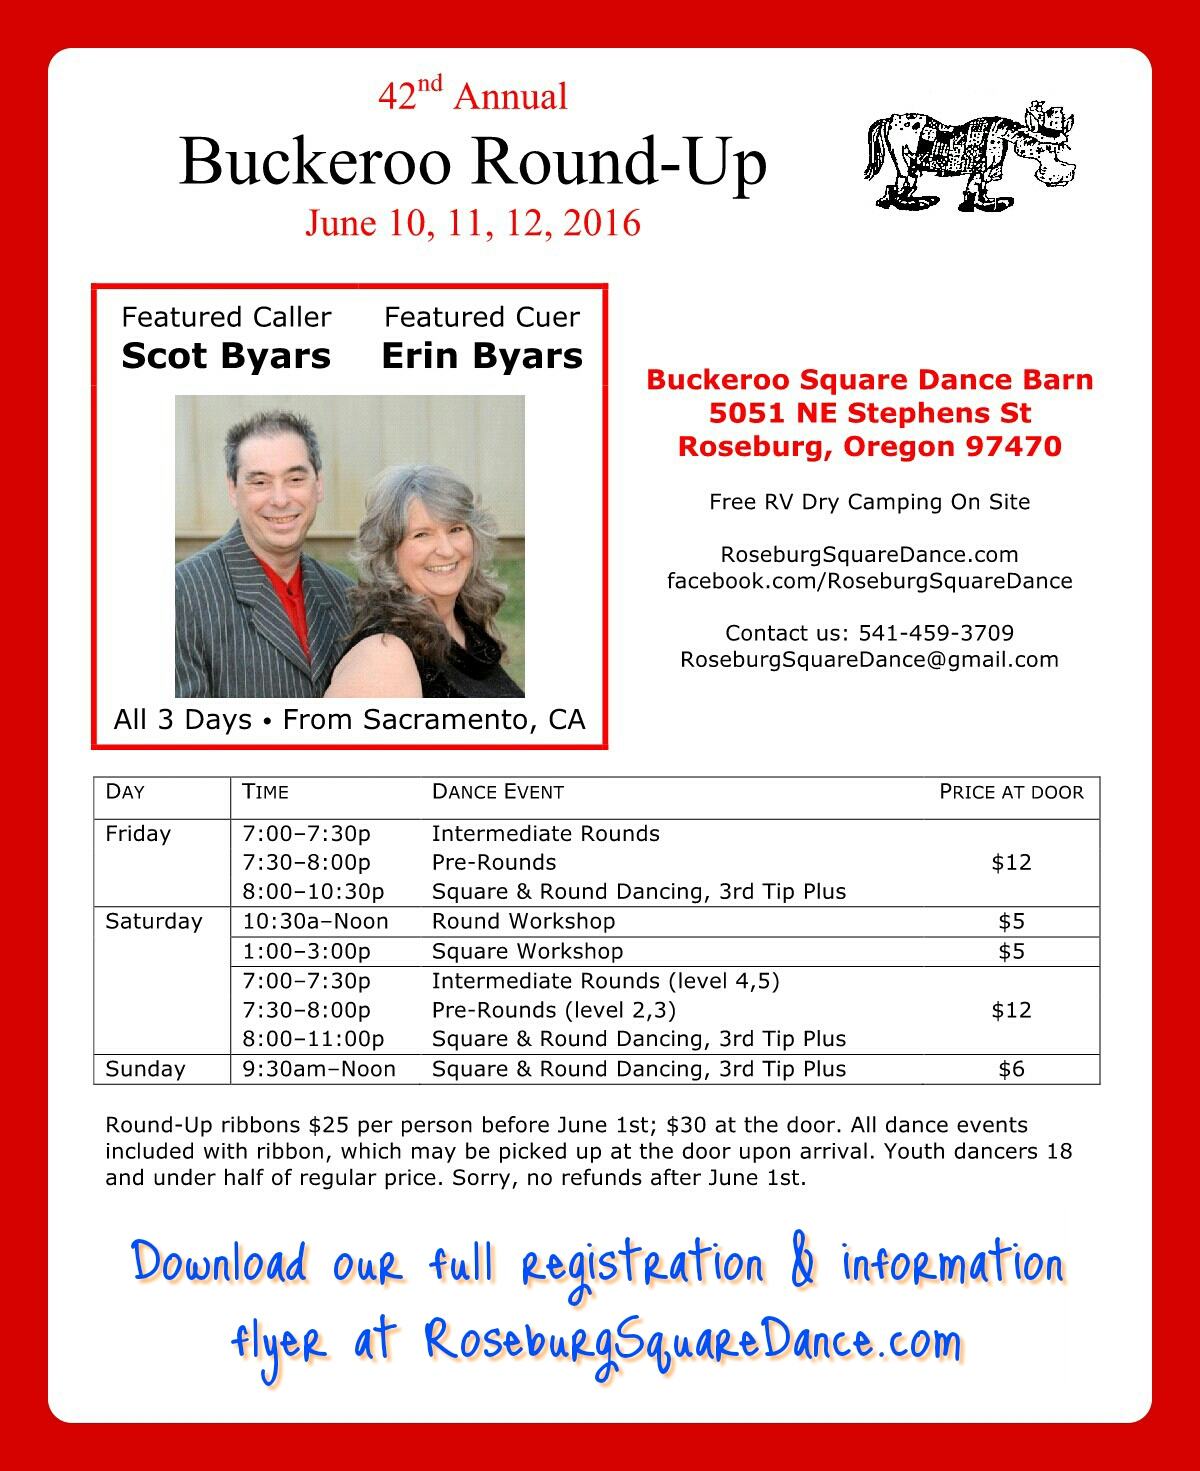 42nd Annual
Buckeroo Round-Up
June 10, 11, 12, 2016
Featured Caller Featured Cuer
Scot Byars Erin Byars
All 3 Days • From Sacramento, CA
Buckeroo Square Dance Barn
5051 NE Stephens St
Roseburg, Oregon 97470
Free RV Dry Camping On Site
RoseburgSquareDance.com
facebook.com/RoseburgSquareDance
Contact us: 541-459-3709
RoseburgSquareDance@gmail.com
DAY TIME DANCE EVENT PRICE AT DOOR
Friday 7:00–7:30p Intermediate Rounds
7:30–8:00p Pre-Rounds $12
8:00–10:30p Square & Round Dancing, 3rd Tip Plus
Saturday 10:30a–Noon Round Workshop $5
1:00–3:00p Square Workshop $5
7:00–7:30p Intermediate Rounds (level 4,5)
7:30–8:00p Pre-Rounds (level 2,3) $12
8:00–11:00p Square & Round Dancing, 3rd Tip Plus
Sunday 9:30am–Noon Square & Round Dancing, 3rd Tip Plus $6
Round-Up ribbons $25 per person before June 1st; $30 at the door. All dance events
included with ribbon, which may be picked up at the door upon arrival. Youth dancers 18
and under half of regular price. Sorry, no refunds after June 1st.
Download our full registration & information
flyer at RoseburgSquareDance.com